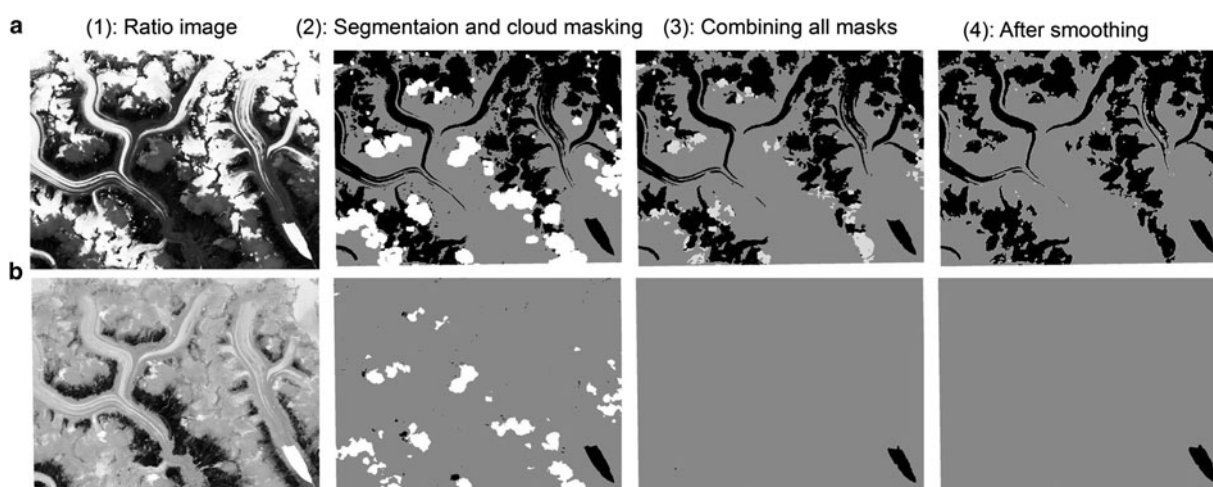 a (1): Ratio image (2): Segmentaion and cloud masking (3): Combining all masks (4): After smoothing
b